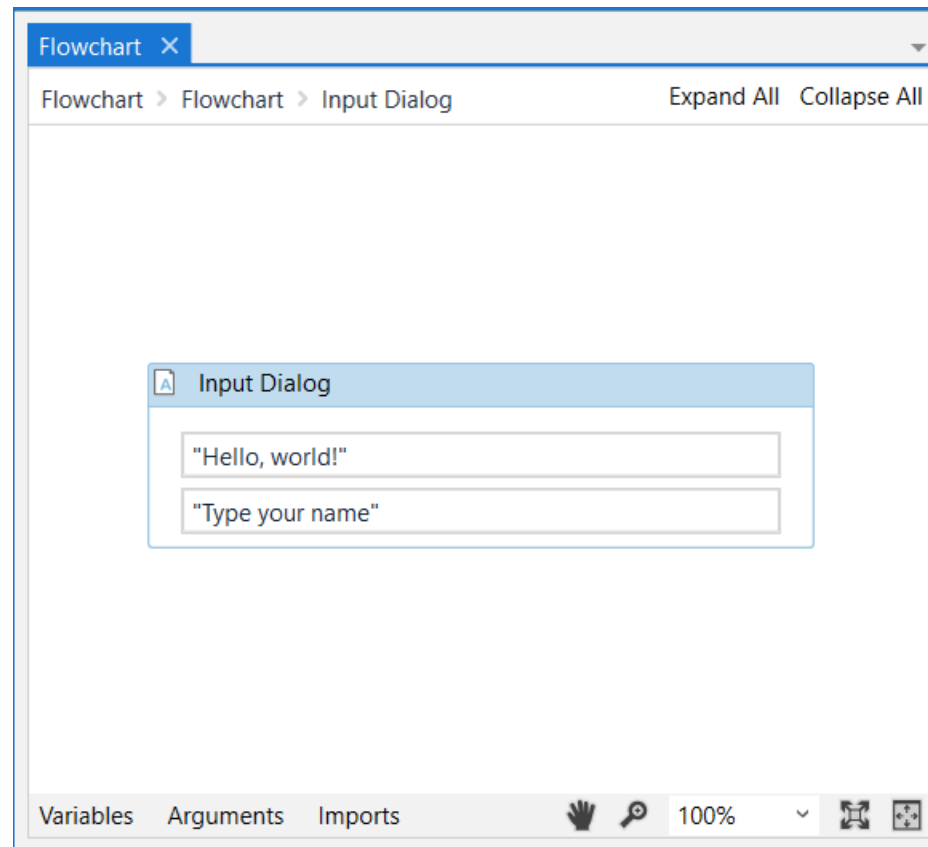 Flowchart
Flowchart > Flowchart > Input Dialog Expand All Collapse All
A Input Dialog
"Hello, world!"
"Type your name"
Variables Arguments Imports 100%